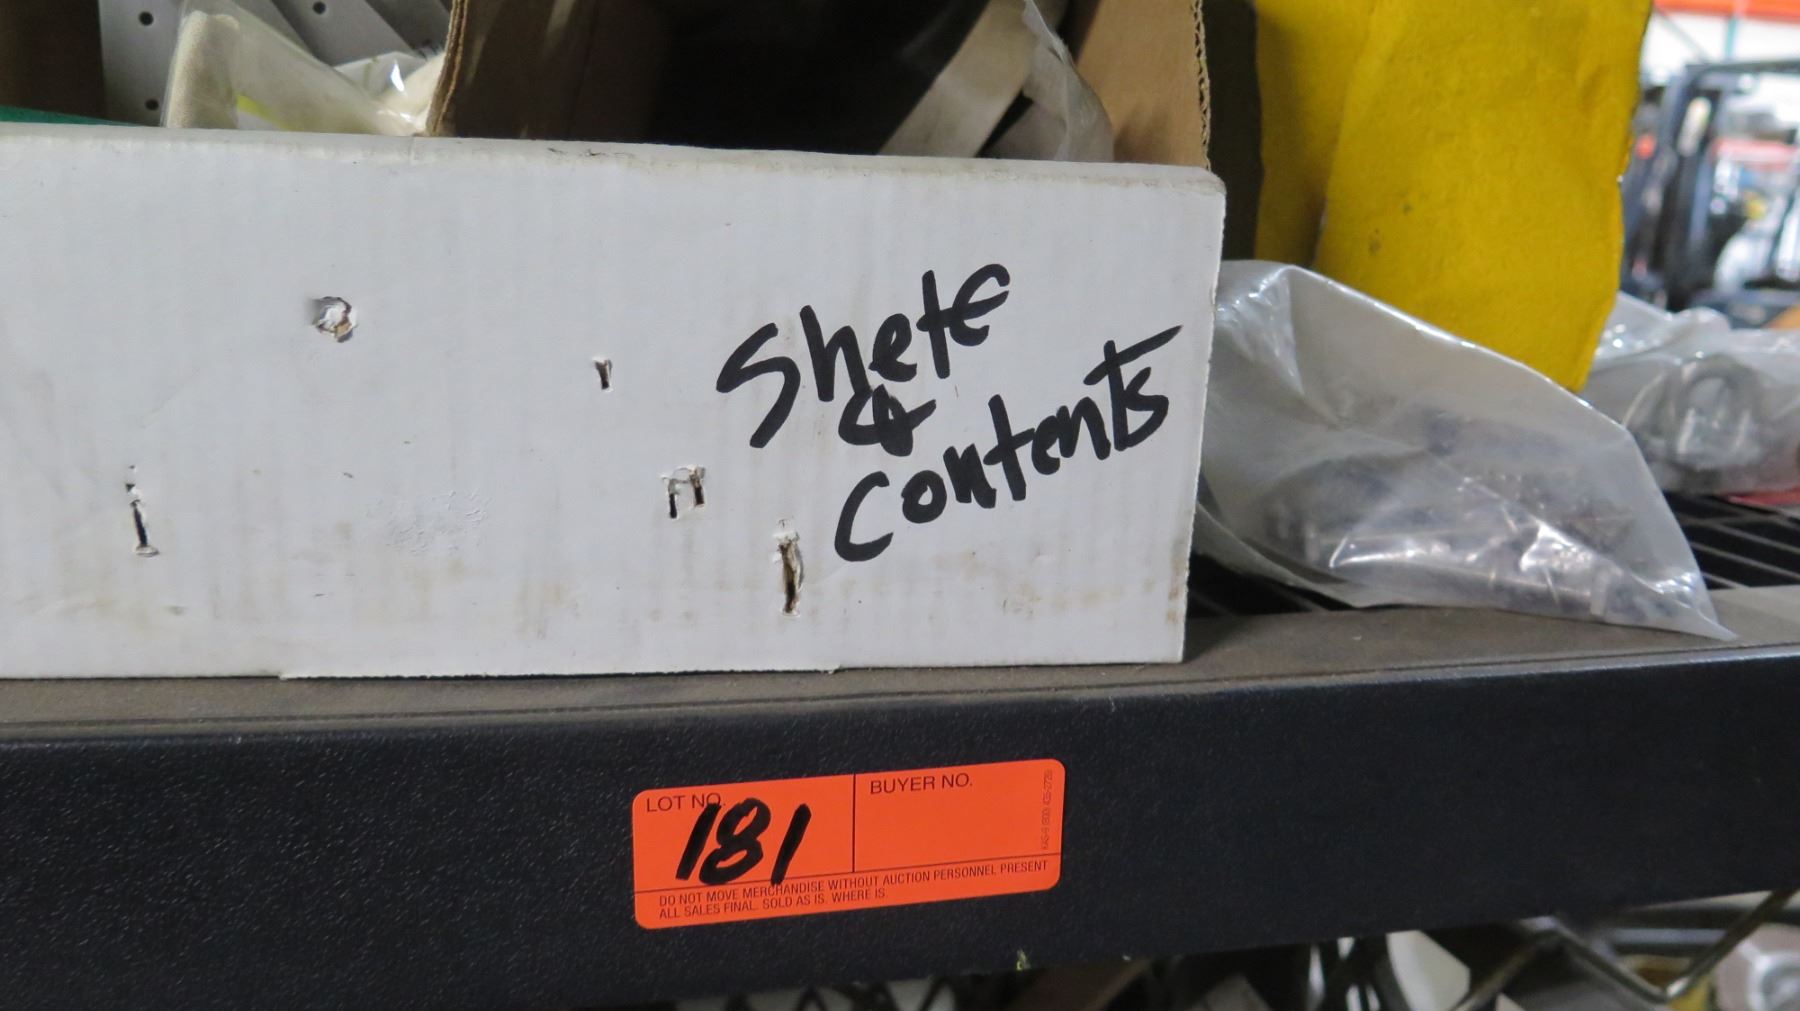 Shete
& contents
LOT NO.
181
BUYER NO.
DO NOT MOVE MERCHANDISE WITHOUT AUCTION PERSONNEL PRESENT
ALL SALES FINAL. SOLD AS IS. WHERE IS.